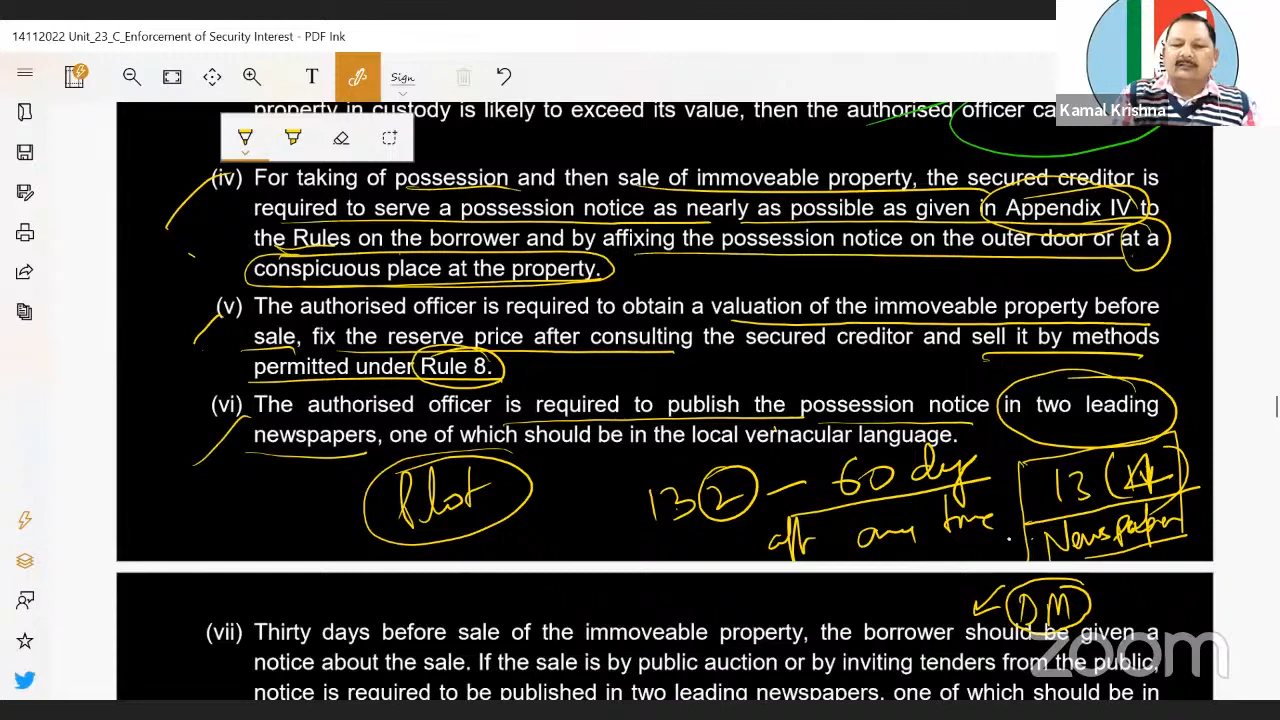 14112022 Unit_23_C_Enforcement of Security Interest - PDF Ink
T
Sign
Kamal Krishna
property in custody is likely to exceed its value, then the authorised officer ca
(iv) For taking of possession and then sale of immoveable property, the secured creditor is
required to serve a possession notice as nearly as possible as given in Appendix IV to
the Rules on the borrower and by affixing the possession notice on the outer door or at a
conspicuous place at the property.
(v) The authorised officer is required to obtain a valuation of the immoveable property before
sale, fix the reserve price after consulting the secured creditor and sell it by methods
permitted under Rule 8.
(vi) The authorised officer is required to publish the possession notice in two leading
newspapers, one of which should be in the local vernacular language.
Plot
13 2 - 60 day
aft any time
13 (4)
Newspaper
DM
(vii) Thirty days before sale of the immoveable property, the borrower should be given a
notice about the sale. If the sale is by public auction or by inviting tenders from the public,
notice is required to be published in two leading newspapers, one of which should be in
zoom